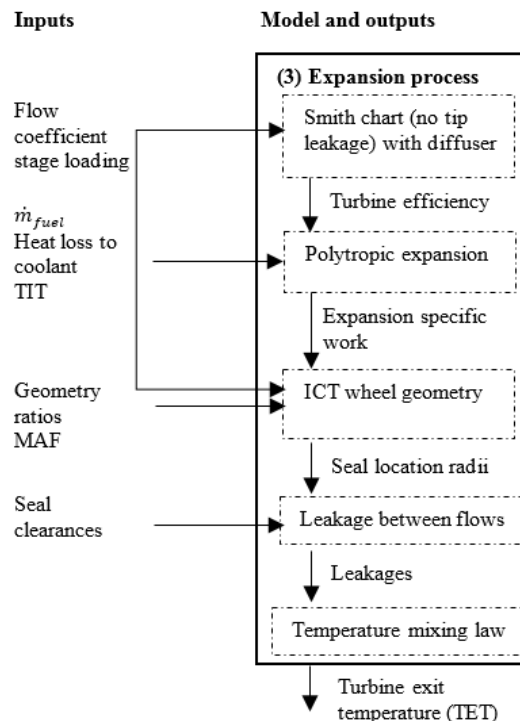 Inputs
Model and outputs
(3) Expansion process
Flow
coefficient
stage loading
Smith chart (no tip
leakage) with diffuser
Turbine efficiency
ṁ_fuel
Heat loss to
coolant
TIT
Polytropic expansion
Expansion specific
work
Geometry
ratios
MAF
ICT wheel geometry
Seal location radii
Seal
clearances
Leakage between flows
Leakages
Temperature mixing law
Turbine exit
temperature (TET)